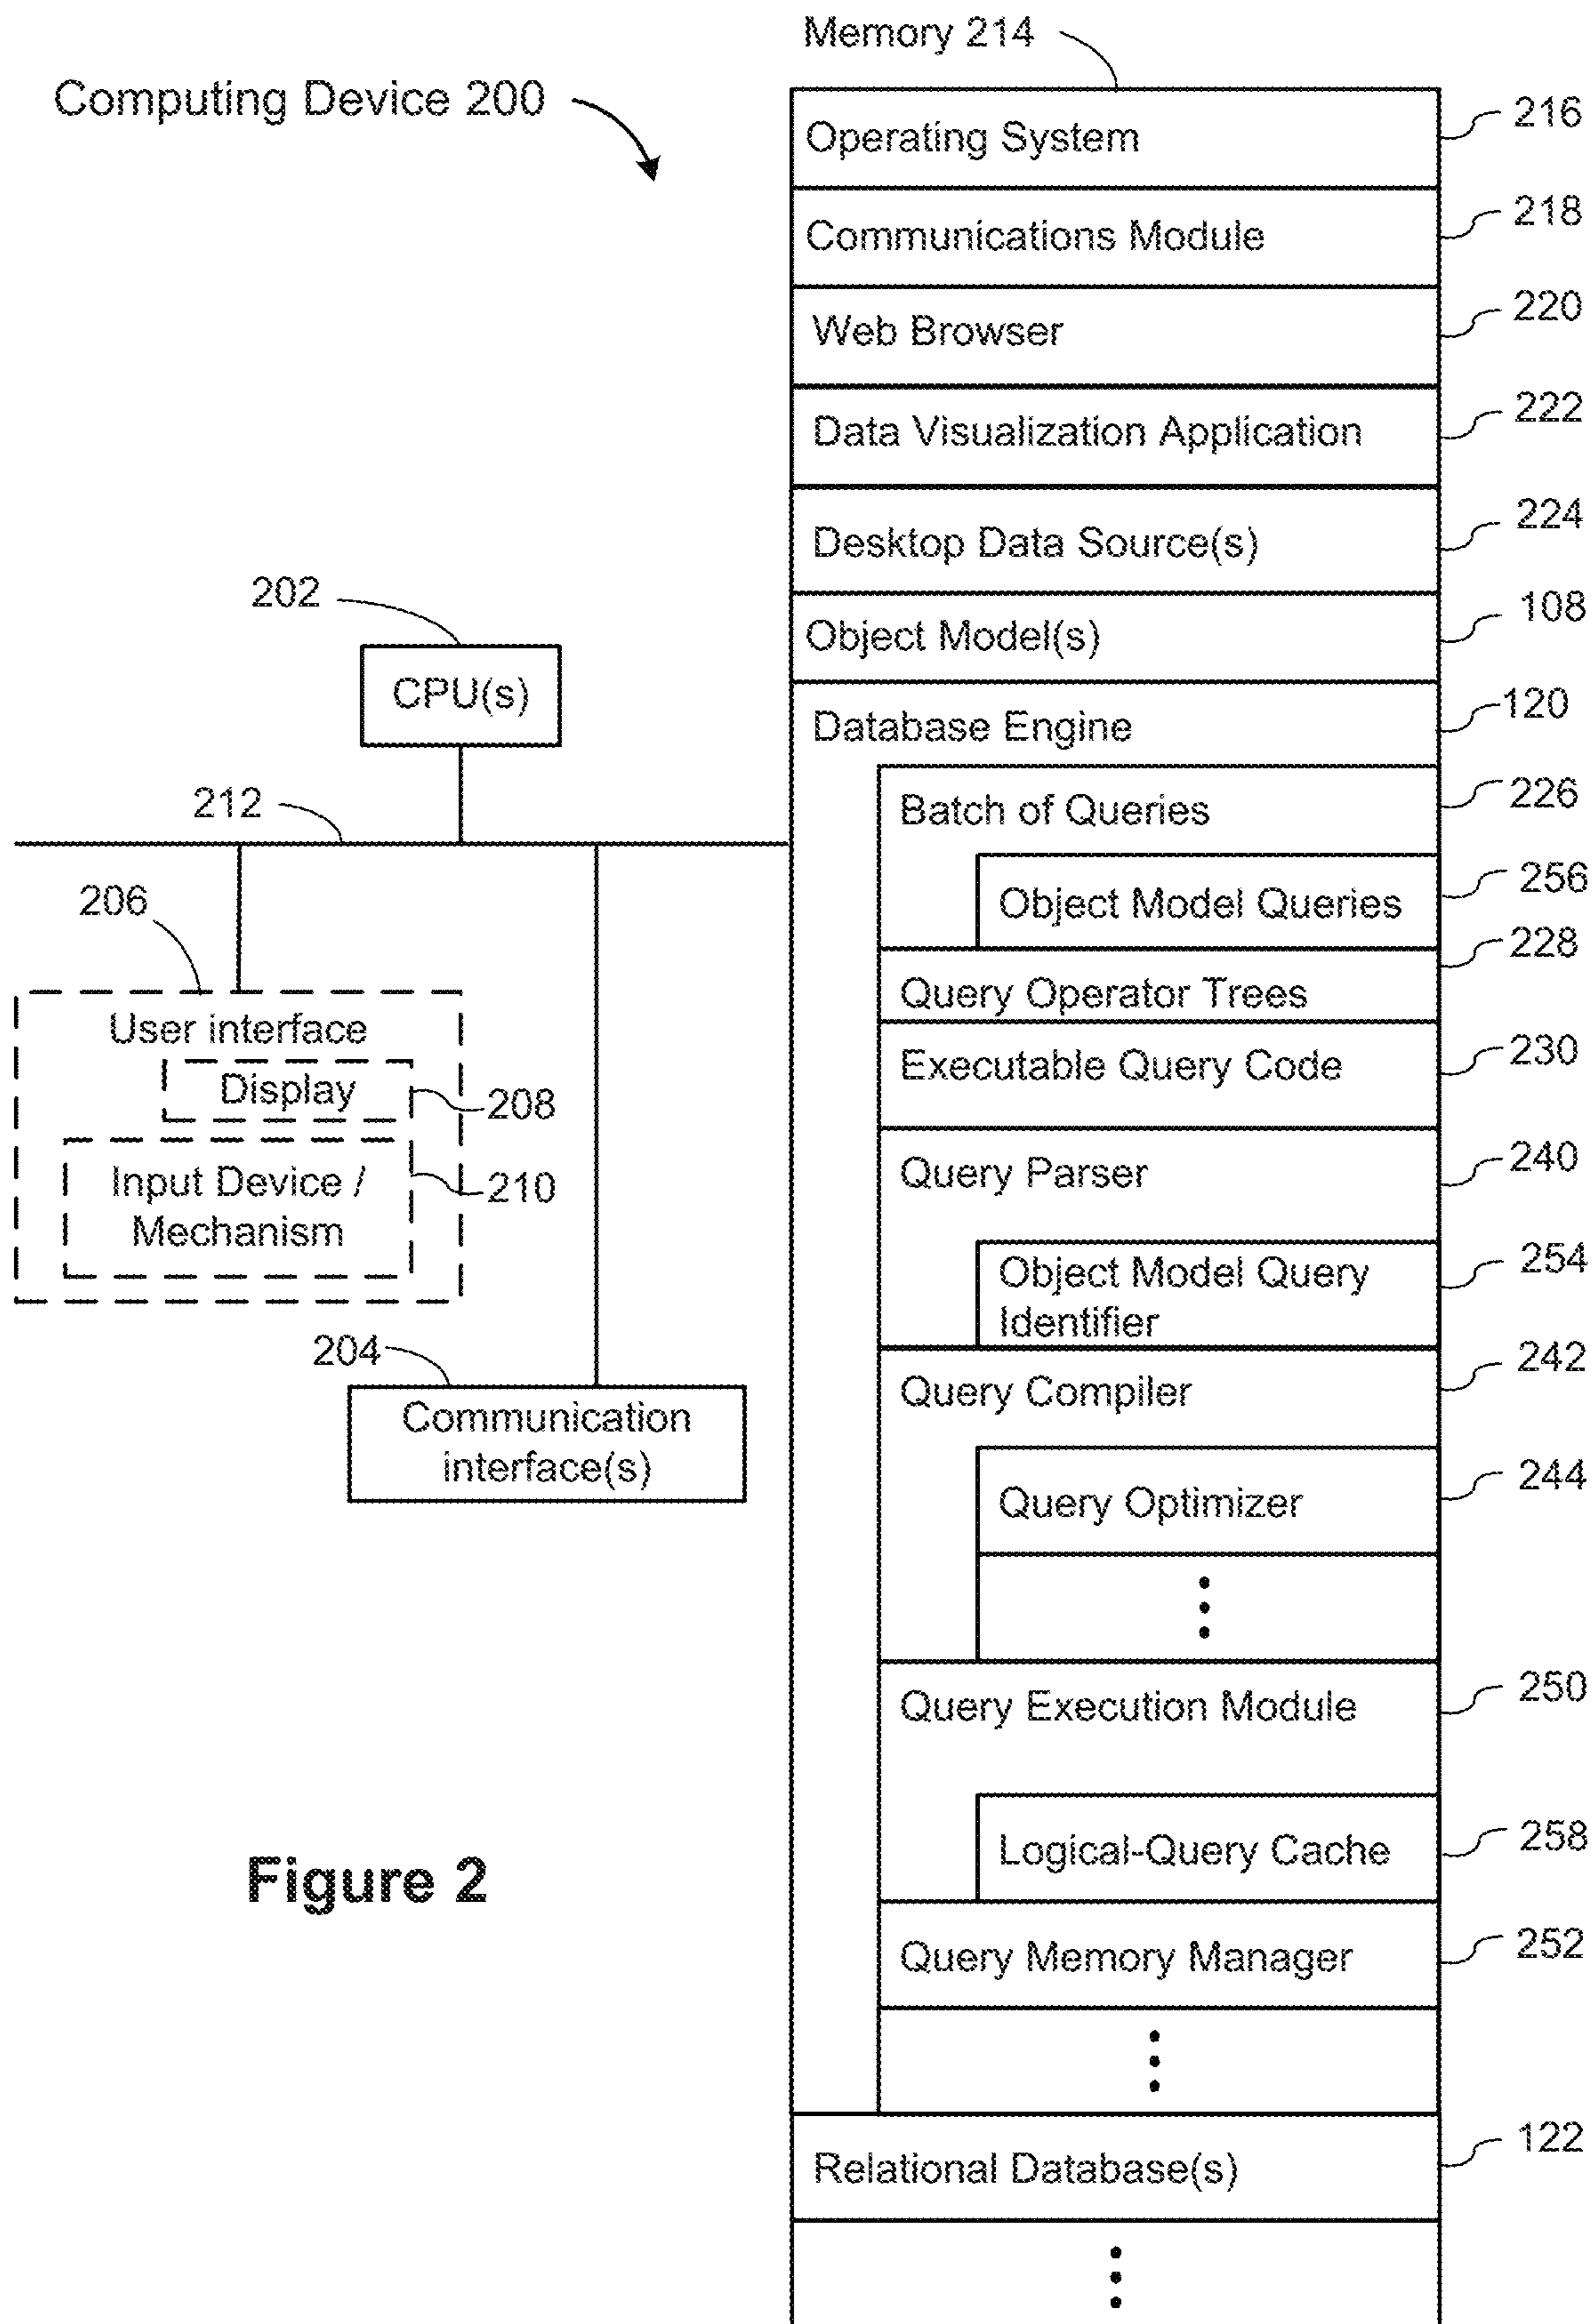 Memory 214
Computing Device 200
Operating System 216
Communications Module 218
Web Browser 220
Data Visualization Application 222
Desktop Data Source(s) 224
Object Model(s) 108
Database Engine 120
Batch of Queries 226
Object Model Queries 256
Query Operator Trees 228
Executable Query Code 230
Query Parser 240
Object Model Query 254
Identifier
Query Compiler 242
Query Optimizer 244
Query Execution Module 250
Logical-Query Cache 258
Query Memory Manager 252
Relational Database(s) 122
202
CPU(s)
212
206
User interface
Display 208
Input Device / 210
Mechanism
204
Communication
interface(s)
Figure 2